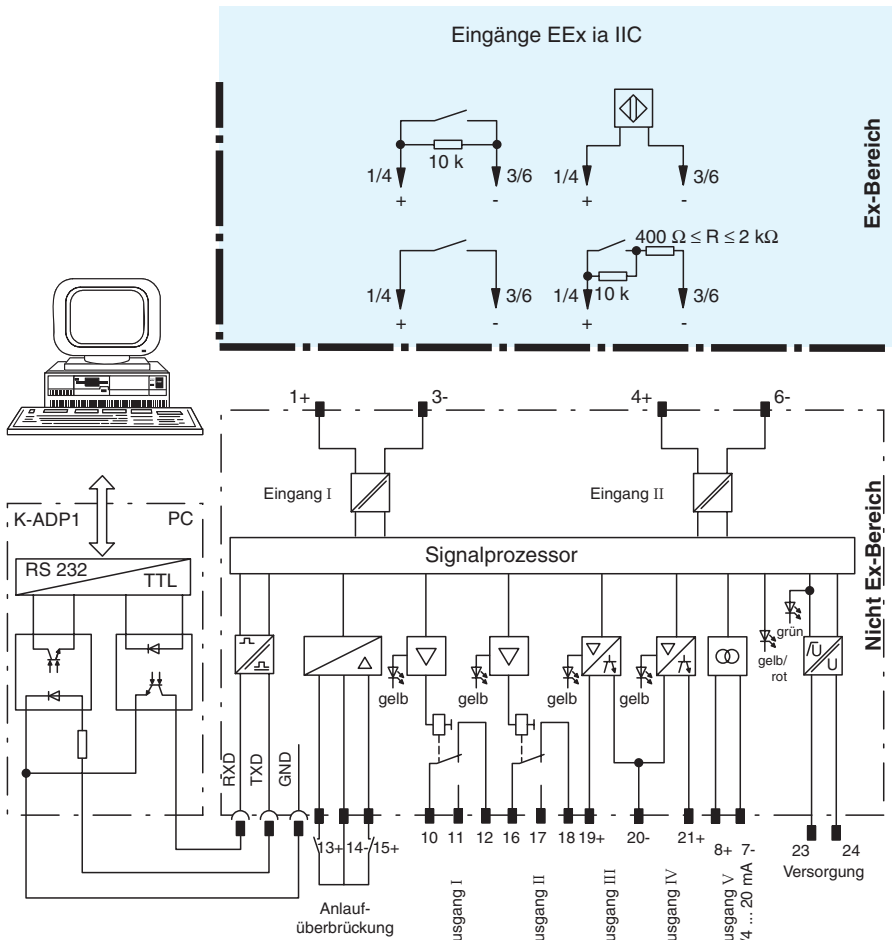 Eingänge EEx ia IIC
Ex-Bereich
10 k
1/4
3/6
+
-
1/4
3/6
+
-
400 Ω ≤ R ≤ 2 kΩ
1/4
3/6
+
-
1/4
10 k
3/6
+
-
1+
3-
4+
6-
Eingang I
Eingang II
Nicht Ex-Bereich
K-ADP1
PC
RS 232
TTL
Signalprozessor
gelb
gelb
gelb
gelb
gelb/
rot
grün
U
U
RXD
TXD
GND
13+
14-
15+
10
11
12
16
17
18
19+
20-
21+
8+
7-
23
24
Anlauf-
überbrückung
usgang I
usgang II
usgang III
usgang IV
usgang V
4 ... 20 mA
Versorgung